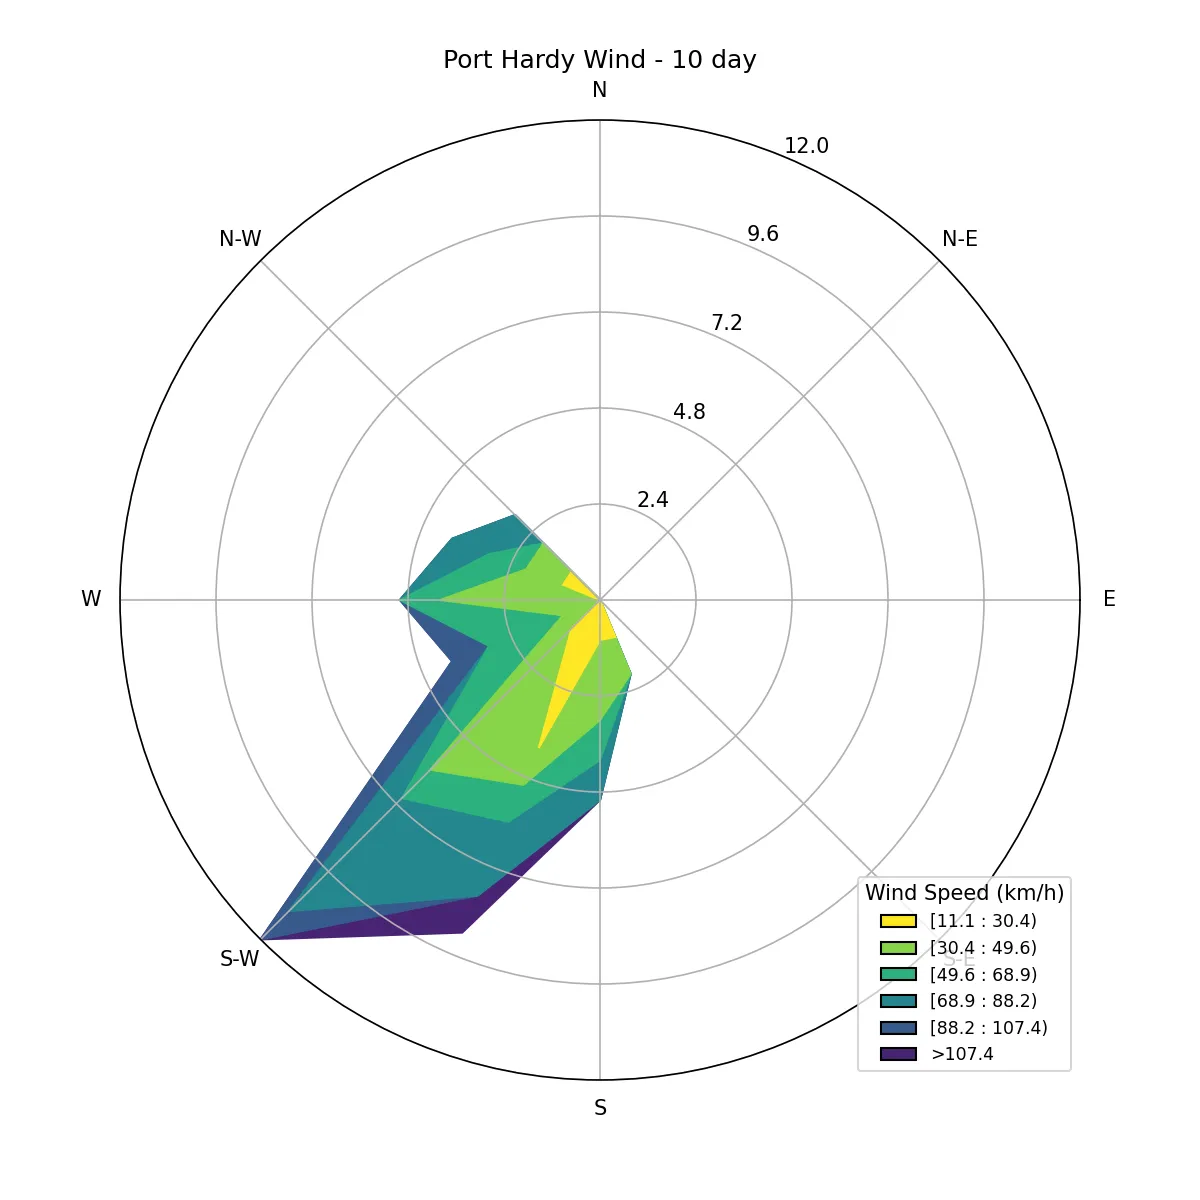 Port Hardy Wind - 10 day
N
12.0
N-W
N-E
9.6
7.2
4.8
2.4
W
E
Wind Speed (km/h)
[11.1 : 30.4)
[30.4 : 49.6)
S-W
S-E
[49.6 : 68.9)
[68.9 : 88.2)
[88.2 : 107.4)
>107.4
S